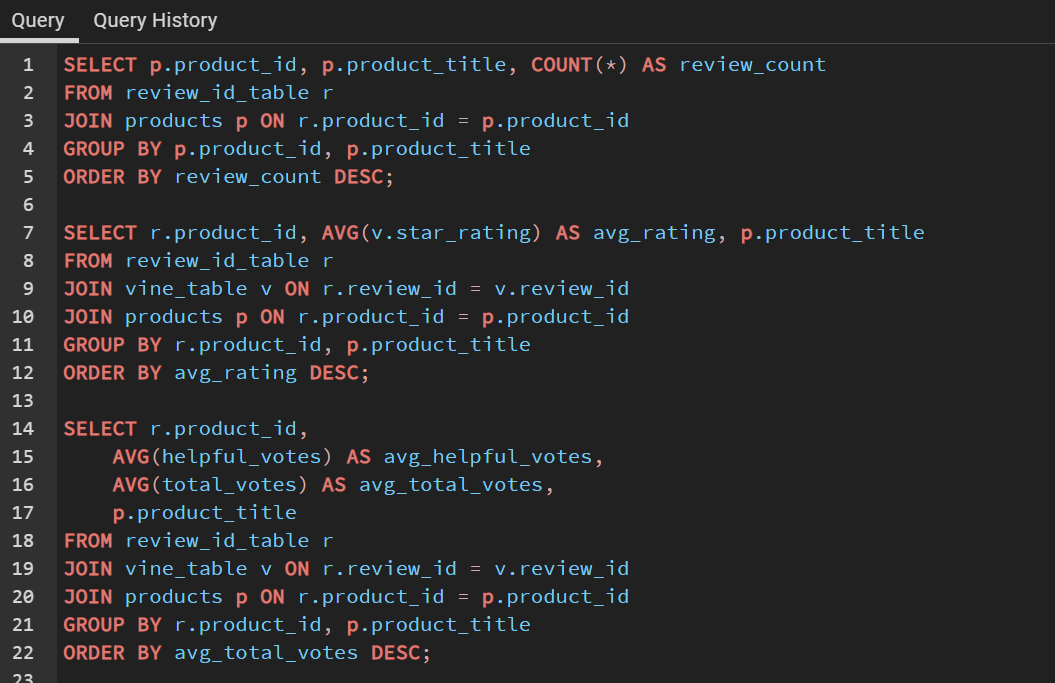 Query Query History
1 SELECT p.product_id, p.product_title, COUNT(*) AS review_count
2 FROM review_id_table r
3 JOIN products p ON r.product_id = p.product_id
4 GROUP BY p.product_id, p.product_title
5 ORDER BY review_count DESC;
6
7 SELECT r.product_id, AVG(v.star_rating) AS avg_rating, p.product_title
8 FROM review_id_table r
9 JOIN vine_table v ON r.review_id = v.review_id
10 JOIN products p ON r.product_id = p.product_id
11 GROUP BY r.product_id, p.product_title
12 ORDER BY avg_rating DESC;
13
14 SELECT r.product_id,
15 AVG(helpful_votes) AS avg_helpful_votes,
16 AVG(total_votes) AS avg_total_votes,
17 p.product_title
18 FROM review_id_table r
19 JOIN vine_table v ON r.review_id = v.review_id
20 JOIN products p ON r.product_id = p.product_id
21 GROUP BY r.product_id, p.product_title
22 ORDER BY avg_total_votes DESC;
23